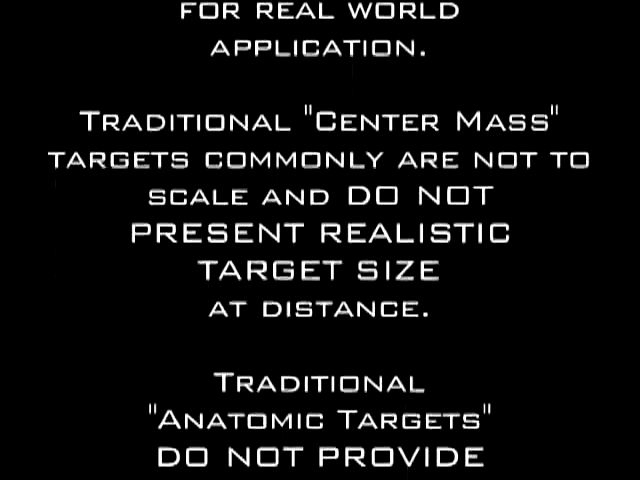 FOR REAL WORLD
APPLICATION.
TRADITIONAL "CENTER MASS"
TARGETS COMMONLY ARE NOT TO
SCALE AND DO NOT
PRESENT REALISTIC
TARGET SIZE
AT DISTANCE.
TRADITIONAL
"ANATOMIC TARGETS"
DO NOT PROVIDE